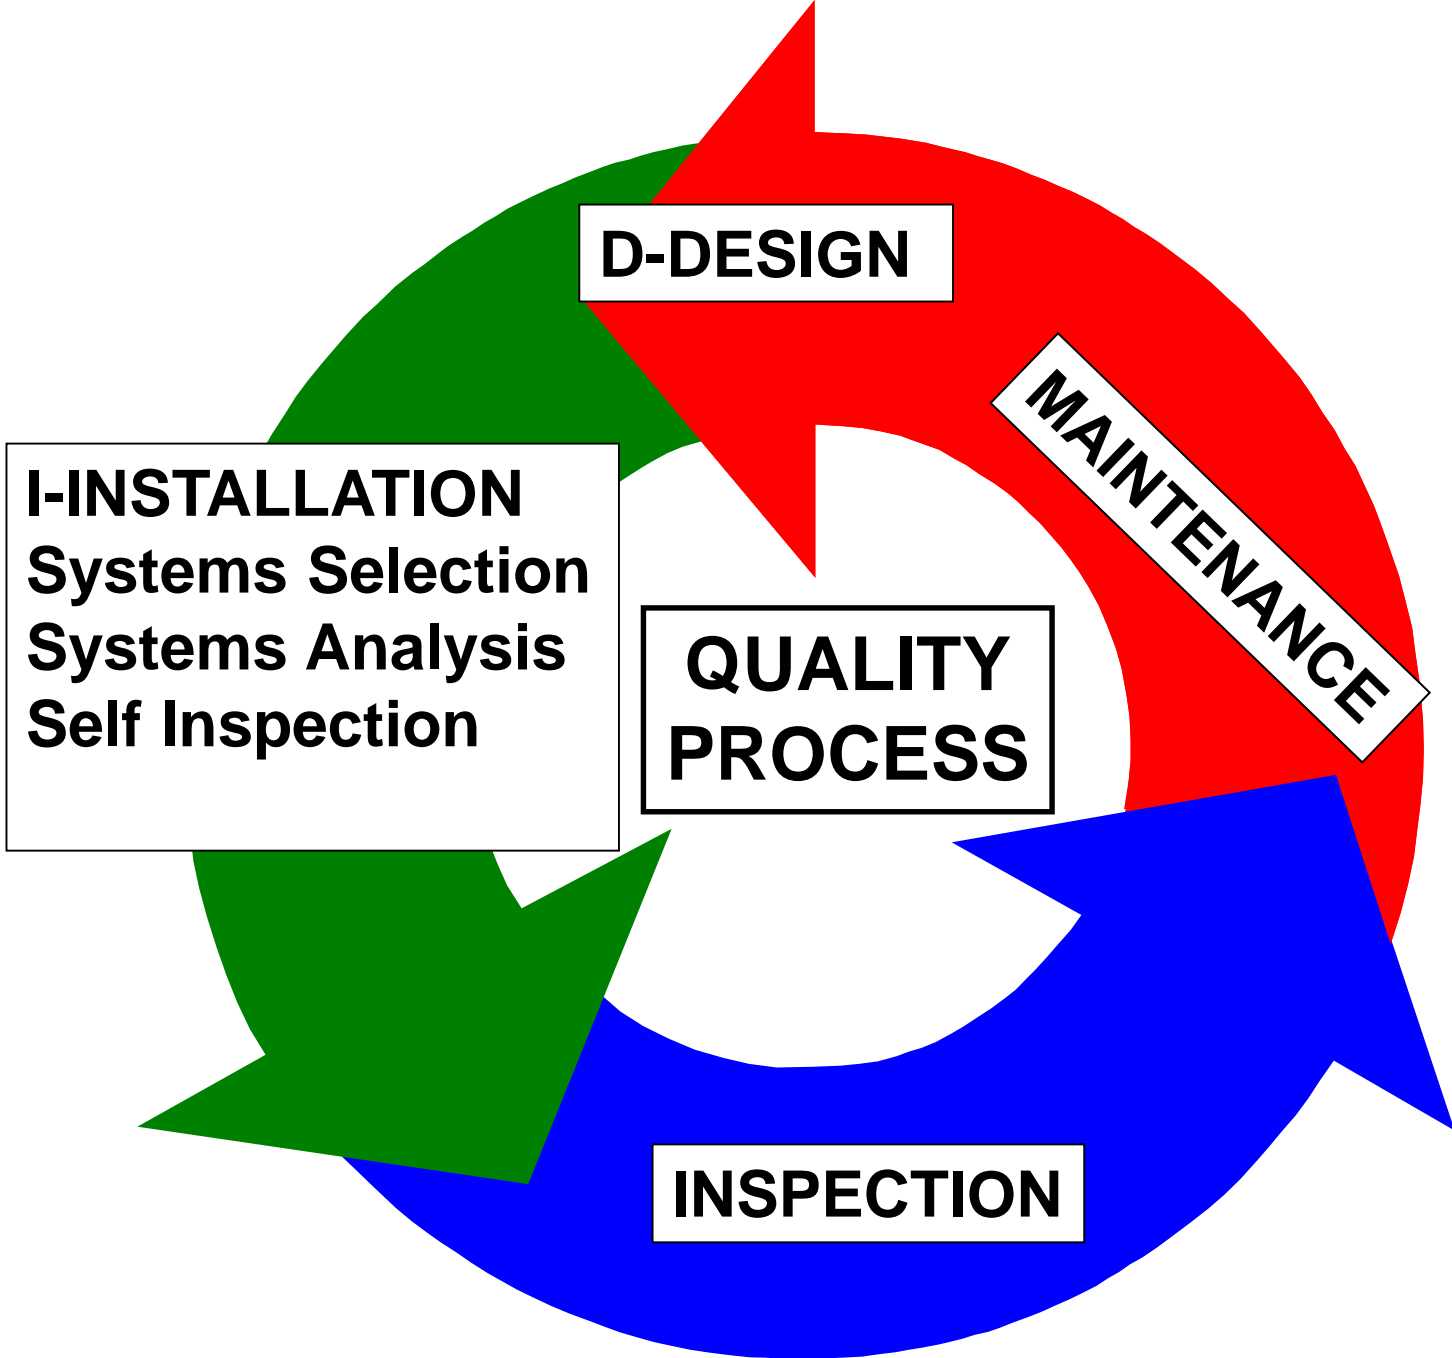 D-DESIGN
MAINTENANCE
I-INSTALLATION
Systems Selection
Systems Analysis
Self Inspection
QUALITY
PROCESS
INSPECTION